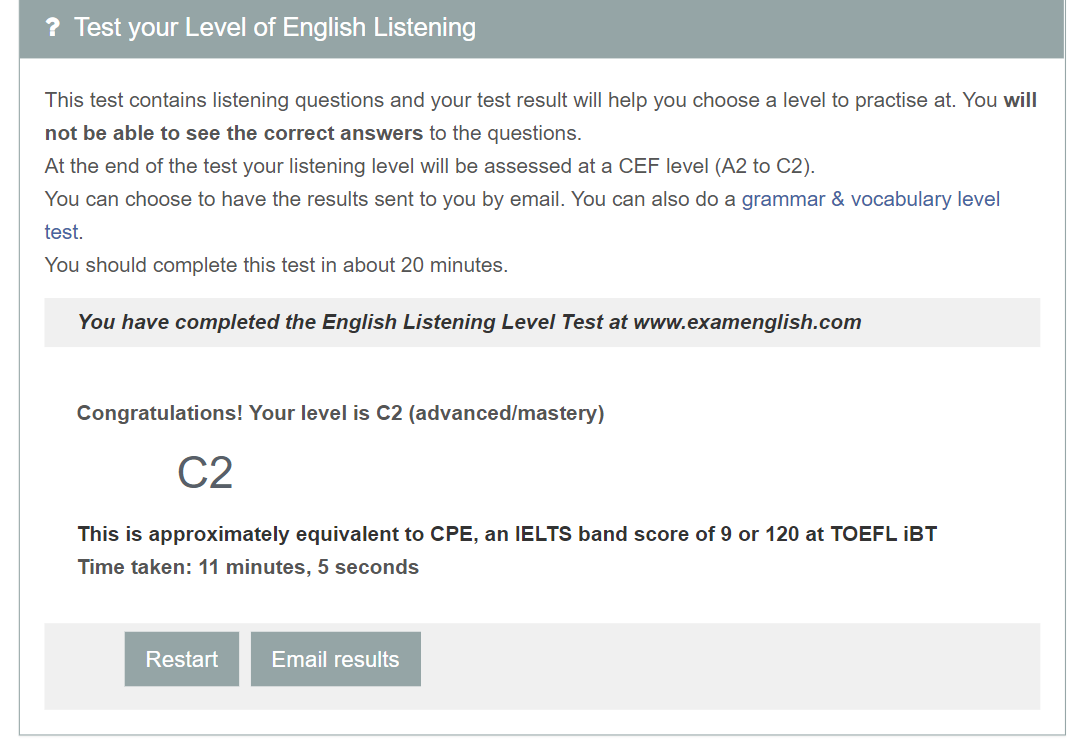 ? Test your Level of English Listening
This test contains listening questions and your test result will help you choose a level to practise at. You will
not be able to see the correct answers to the questions.
At the end of the test your listening level will be assessed at a CEF level (A2 to C2).
You can choose to have the results sent to you by email. You can also do a grammar & vocabulary level
test.
You should complete this test in about 20 minutes.
You have completed the English Listening Level Test at www.examenglish.com
Congratulations! Your level is C2 (advanced/mastery)
C2
This is approximately equivalent to CPE, an IELTS band score of 9 or 120 at TOEFL iBT
Time taken: 11 minutes, 5 seconds
Restart
Email results